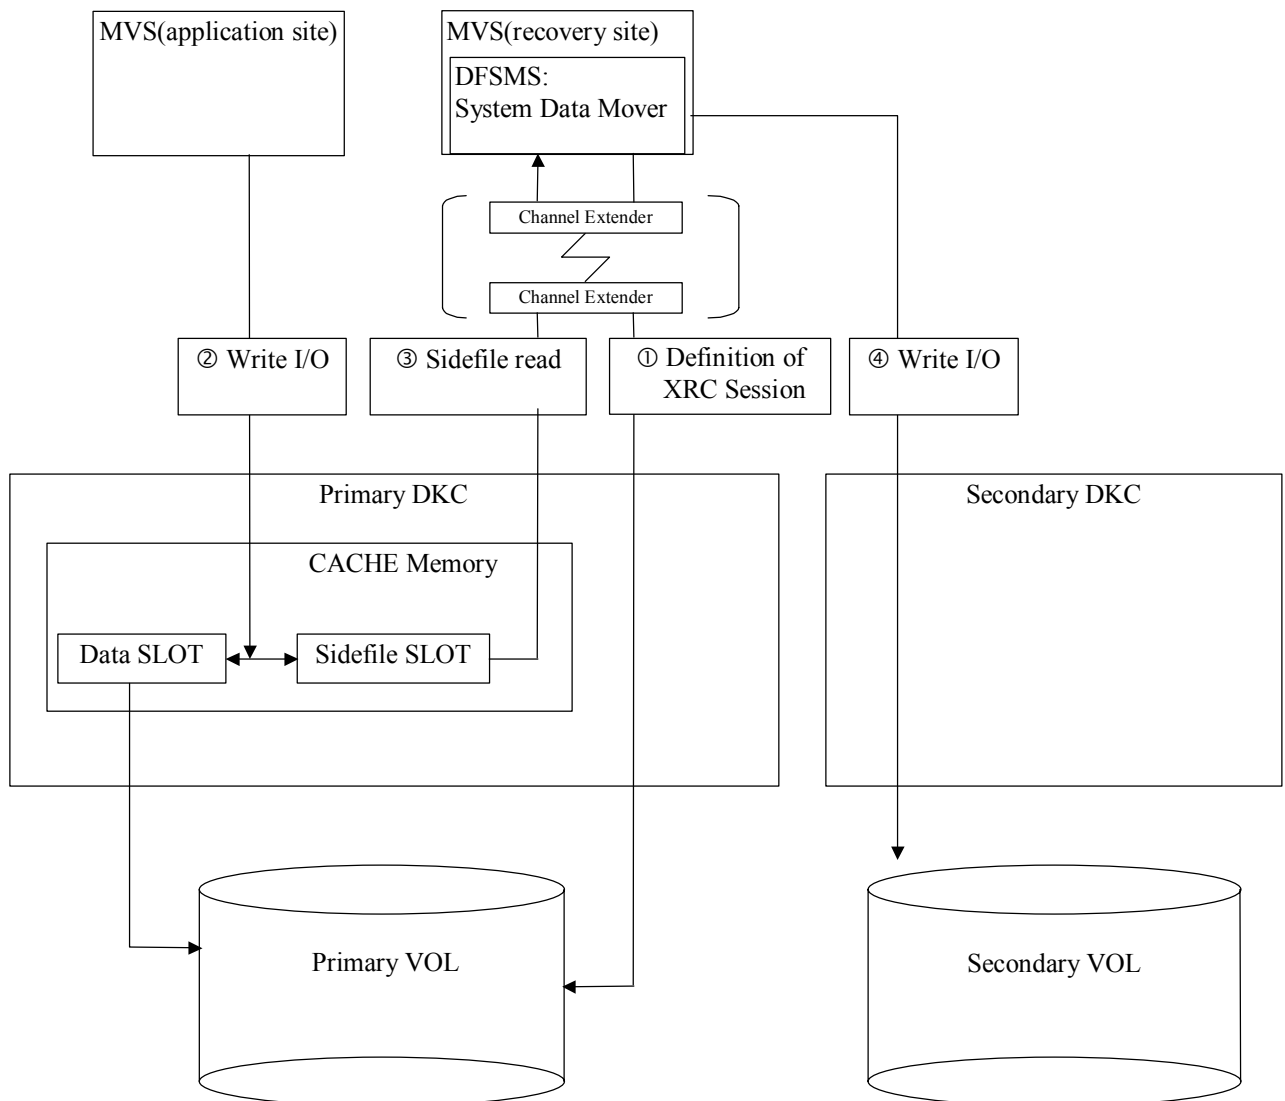 MVS(application site)
MVS(recovery site)
DFSMS:
System Data Mover
Channel Extender
Channel Extender
② Write I/O
③ Sidefile read
① Definition of
XRC Session
④ Write I/O
Primary DKC
Secondary DKC
CACHE Memory
Data SLOT
Sidefile SLOT
Primary VOL
Secondary VOL